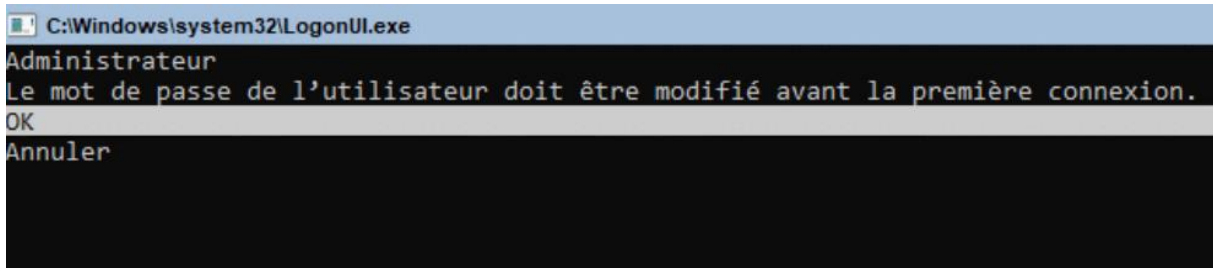 C:\Windows\system32\LogonUI.exe
Administrateur
Le mot de passe de l’utilisateur doit être modifié avant la première connexion.
OK
Annuler